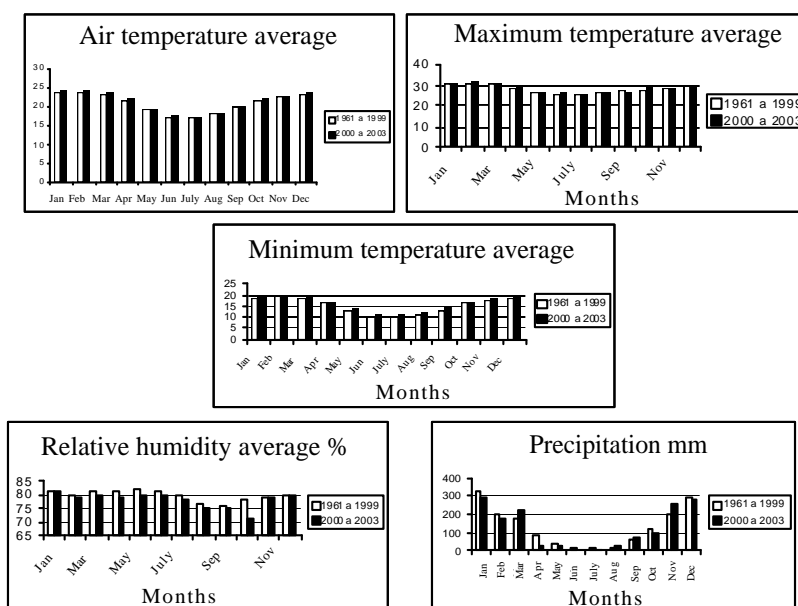 Air temperature average
30
25
20
15
10
5
0
Jan Feb Mar Apr May Jun July Aug Sep Oct Nov Dec
1961 a 1999
2000 a 2003
Maximum temperature average
40
30
20
10
0
Jan Mar May July Sep Nov
Months
1961 a 1999
2000 a 2003
Minimum temperature average
25
20
15
10
5
0
Jan Feb Mar Apr May Jun July Aug Sep Oct Nov Dec
Months
1961 a 1999
2000 a 2003
Relative humidity average %
85
80
75
70
65
Jan Mar May July Sep Nov
Months
1961 a 1999
2000 a 2003
Precipitation mm
400
300
200
100
0
Jan Feb Mar Apr May Jun July Aug Sep Oct Nov Dec
Months
1961 a 1999
2000 a 2003